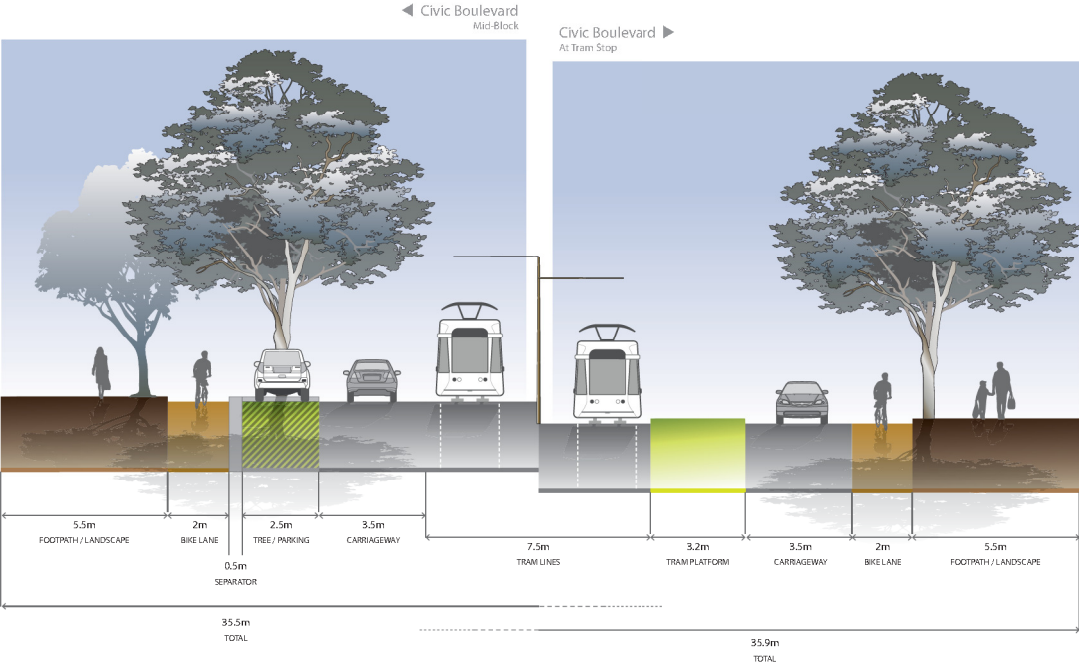 Civic Boulevard
Mid-Block
Civic Boulevard
At Tram Stop
5.5m
FOOTPATH / LANDSCAPE
2m
BIKE LANE
0.5m
SEPARATOR
2.5m
TREE / PARKING
3.5m
CARRIAGEWAY
7.5m
TRAM LINES
3.2m
TRAM PLATFORM
3.5m
CARRIAGEWAY
2m
BIKE LANE
5.5m
FOOTPATH / LANDSCAPE
35.5m
TOTAL
35.9m
TOTAL